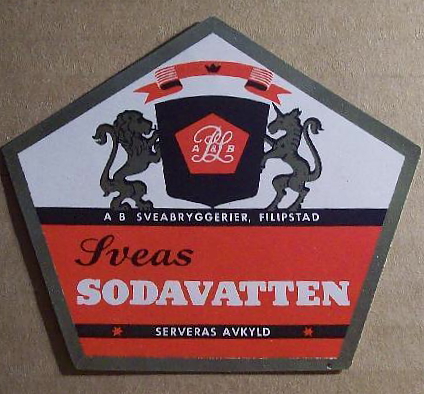 A & B
A B SVEABRYGGERIER, FILIPSTAD
Sveas
SODAVATTEN
SERVERAS AVKYLD